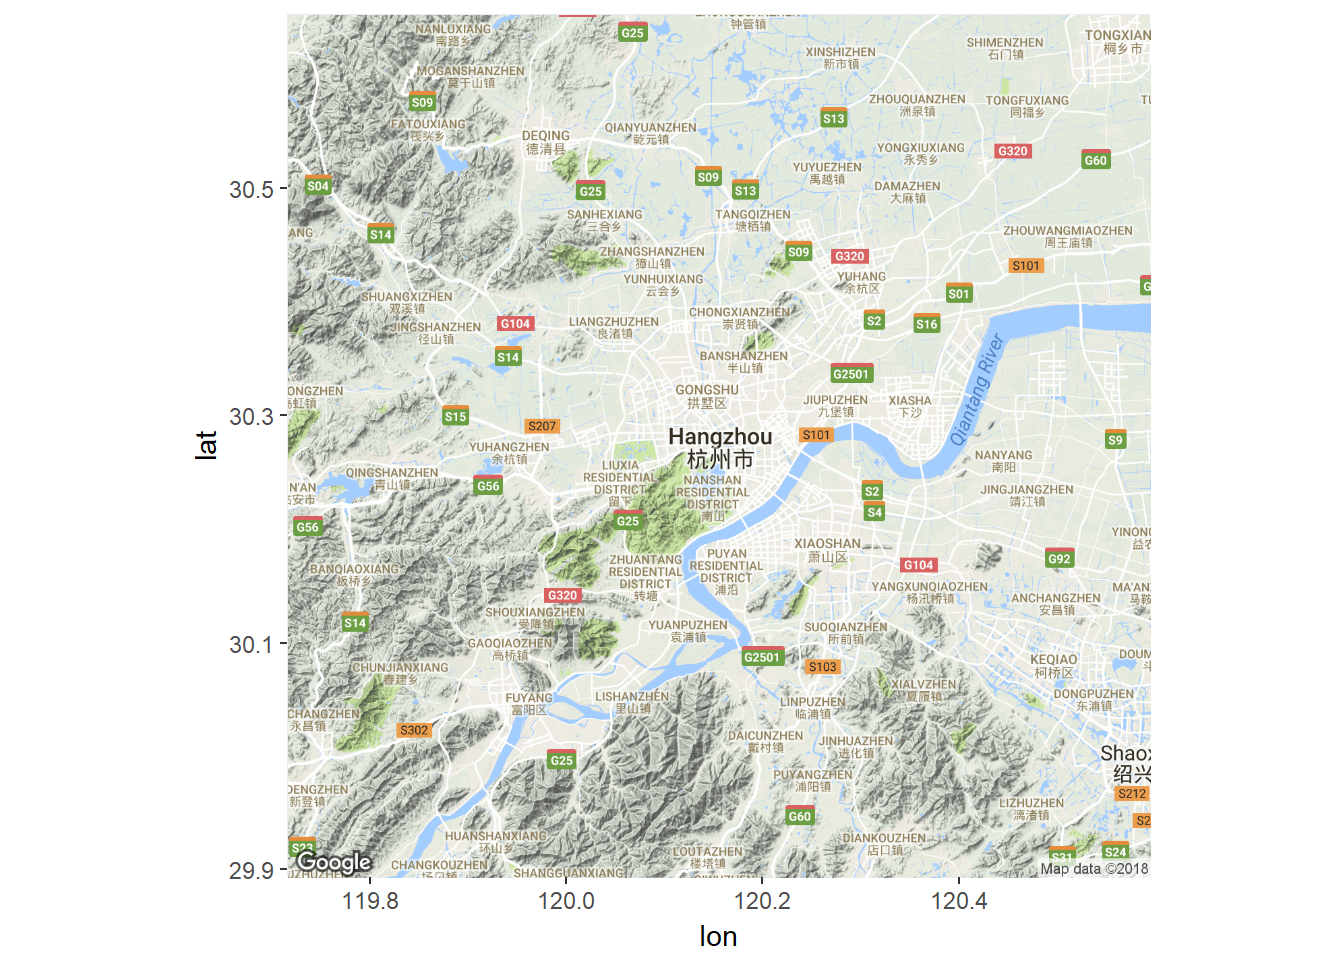 NANLUXIANG
南路乡
G25
钟管镇
XINSHIZHEN
新市镇
SHIMENZHEN
石门镇
TONGXIAN
桐乡市
MOGANSHANZHEN
莫干山镇
S09
FATOUXIANG
筏头乡
DEQING
德清县
QIANYUANZHEN
乾元镇
S13
ZHOUQUANZHEN
洲泉镇
TONGFUXIANG
同福乡
YONGXIUXIANG
永秀乡
G320
G60
S04
G25
S09
S13
YUYUEZHEN
禹越镇
DAMAZHEN
大麻镇
30.5
S14
SANHEXIANG
三合乡
TANGQIZHEN
塘栖镇
ZHOUWANGMIAOZHEN
周王庙镇
ANG
ZHANGSHANZHEN
獐山镇
S09
G320
S101
YUNHUIXIANG
云会乡
YUHANG
余杭区
S01
SHUANGXIZHEN
双溪镇
JINGSHANZHEN
径山镇
G104
LIANGZHUZHEN
良渚镇
CHONGXIANZHEN
崇贤镇
S2
S16
S14
BANSHANZHEN
半山镇
G2501
Qiantang River
ONGZHEN
GONGSHU
拱墅区
JIUPUZHEN
九堡镇
XIASHA
下沙
30.3
S15
S207
Hangzhou
杭州市
S101
S9
lat
YUHANGZHEN
余杭镇
NANYANG
南阳
QINGSHANZHEN
青山镇
G56
LIUXIA
RESIDENTIAL
DISTRICT
留下
NANSHAN
RESIDENTIAL
DISTRICT
南山
S2
S4
JINGJIANGZHEN
靖江镇
N'AN
安市
G56
G25
XIAOSHAN
萧山区
YINONG
BANQIAOXIANG
板桥乡
ZHUANTANG
RESIDENTIAL
DISTRICT
转塘
PUYAN
RESIDENTIAL
DISTRICT
浦沿
G104
G92
YANGXUNQIAOZHEN
杨汛桥镇
ANCHANGZHEN
安昌镇
MA'AN
马鞍
S14
G320
SHOUXIANGZHEN
受降镇
YUANPUZHEN
袁浦镇
SUOQIANZHEN
所前镇
30.1
GAOQIAOZHEN
高桥镇
G2501
S103
KEQIAO
柯桥区
DOUM
CHUNJIANXIANG
春建乡
FUYANG
富阳区
LISHANZHEN
里山镇
LINPUZHEN
临浦镇
XIALVZHEN
夏履镇
DONGPUZHEN
东浦镇
CHANGZHEN
永昌镇
S302
DAICUNZHEN
戴村镇
JINHUAZHEN
进化镇
Shaox
绍兴
G25
PUYANGZHEN
浦阳镇
S212
DENGZHEN
新登镇
G60
LIZHUZHEN
漓渚镇
S2
HUANSHANXIANG
环山乡
DIANKOUZHEN
店口镇
S23
Google
CHANGKOUZHEN
LOUTAZHEN
楼塔镇
SHANGGUANXIANG
S31
S24
Map data ©2018
29.9
119.8
120.0
120.2
120.4
lon